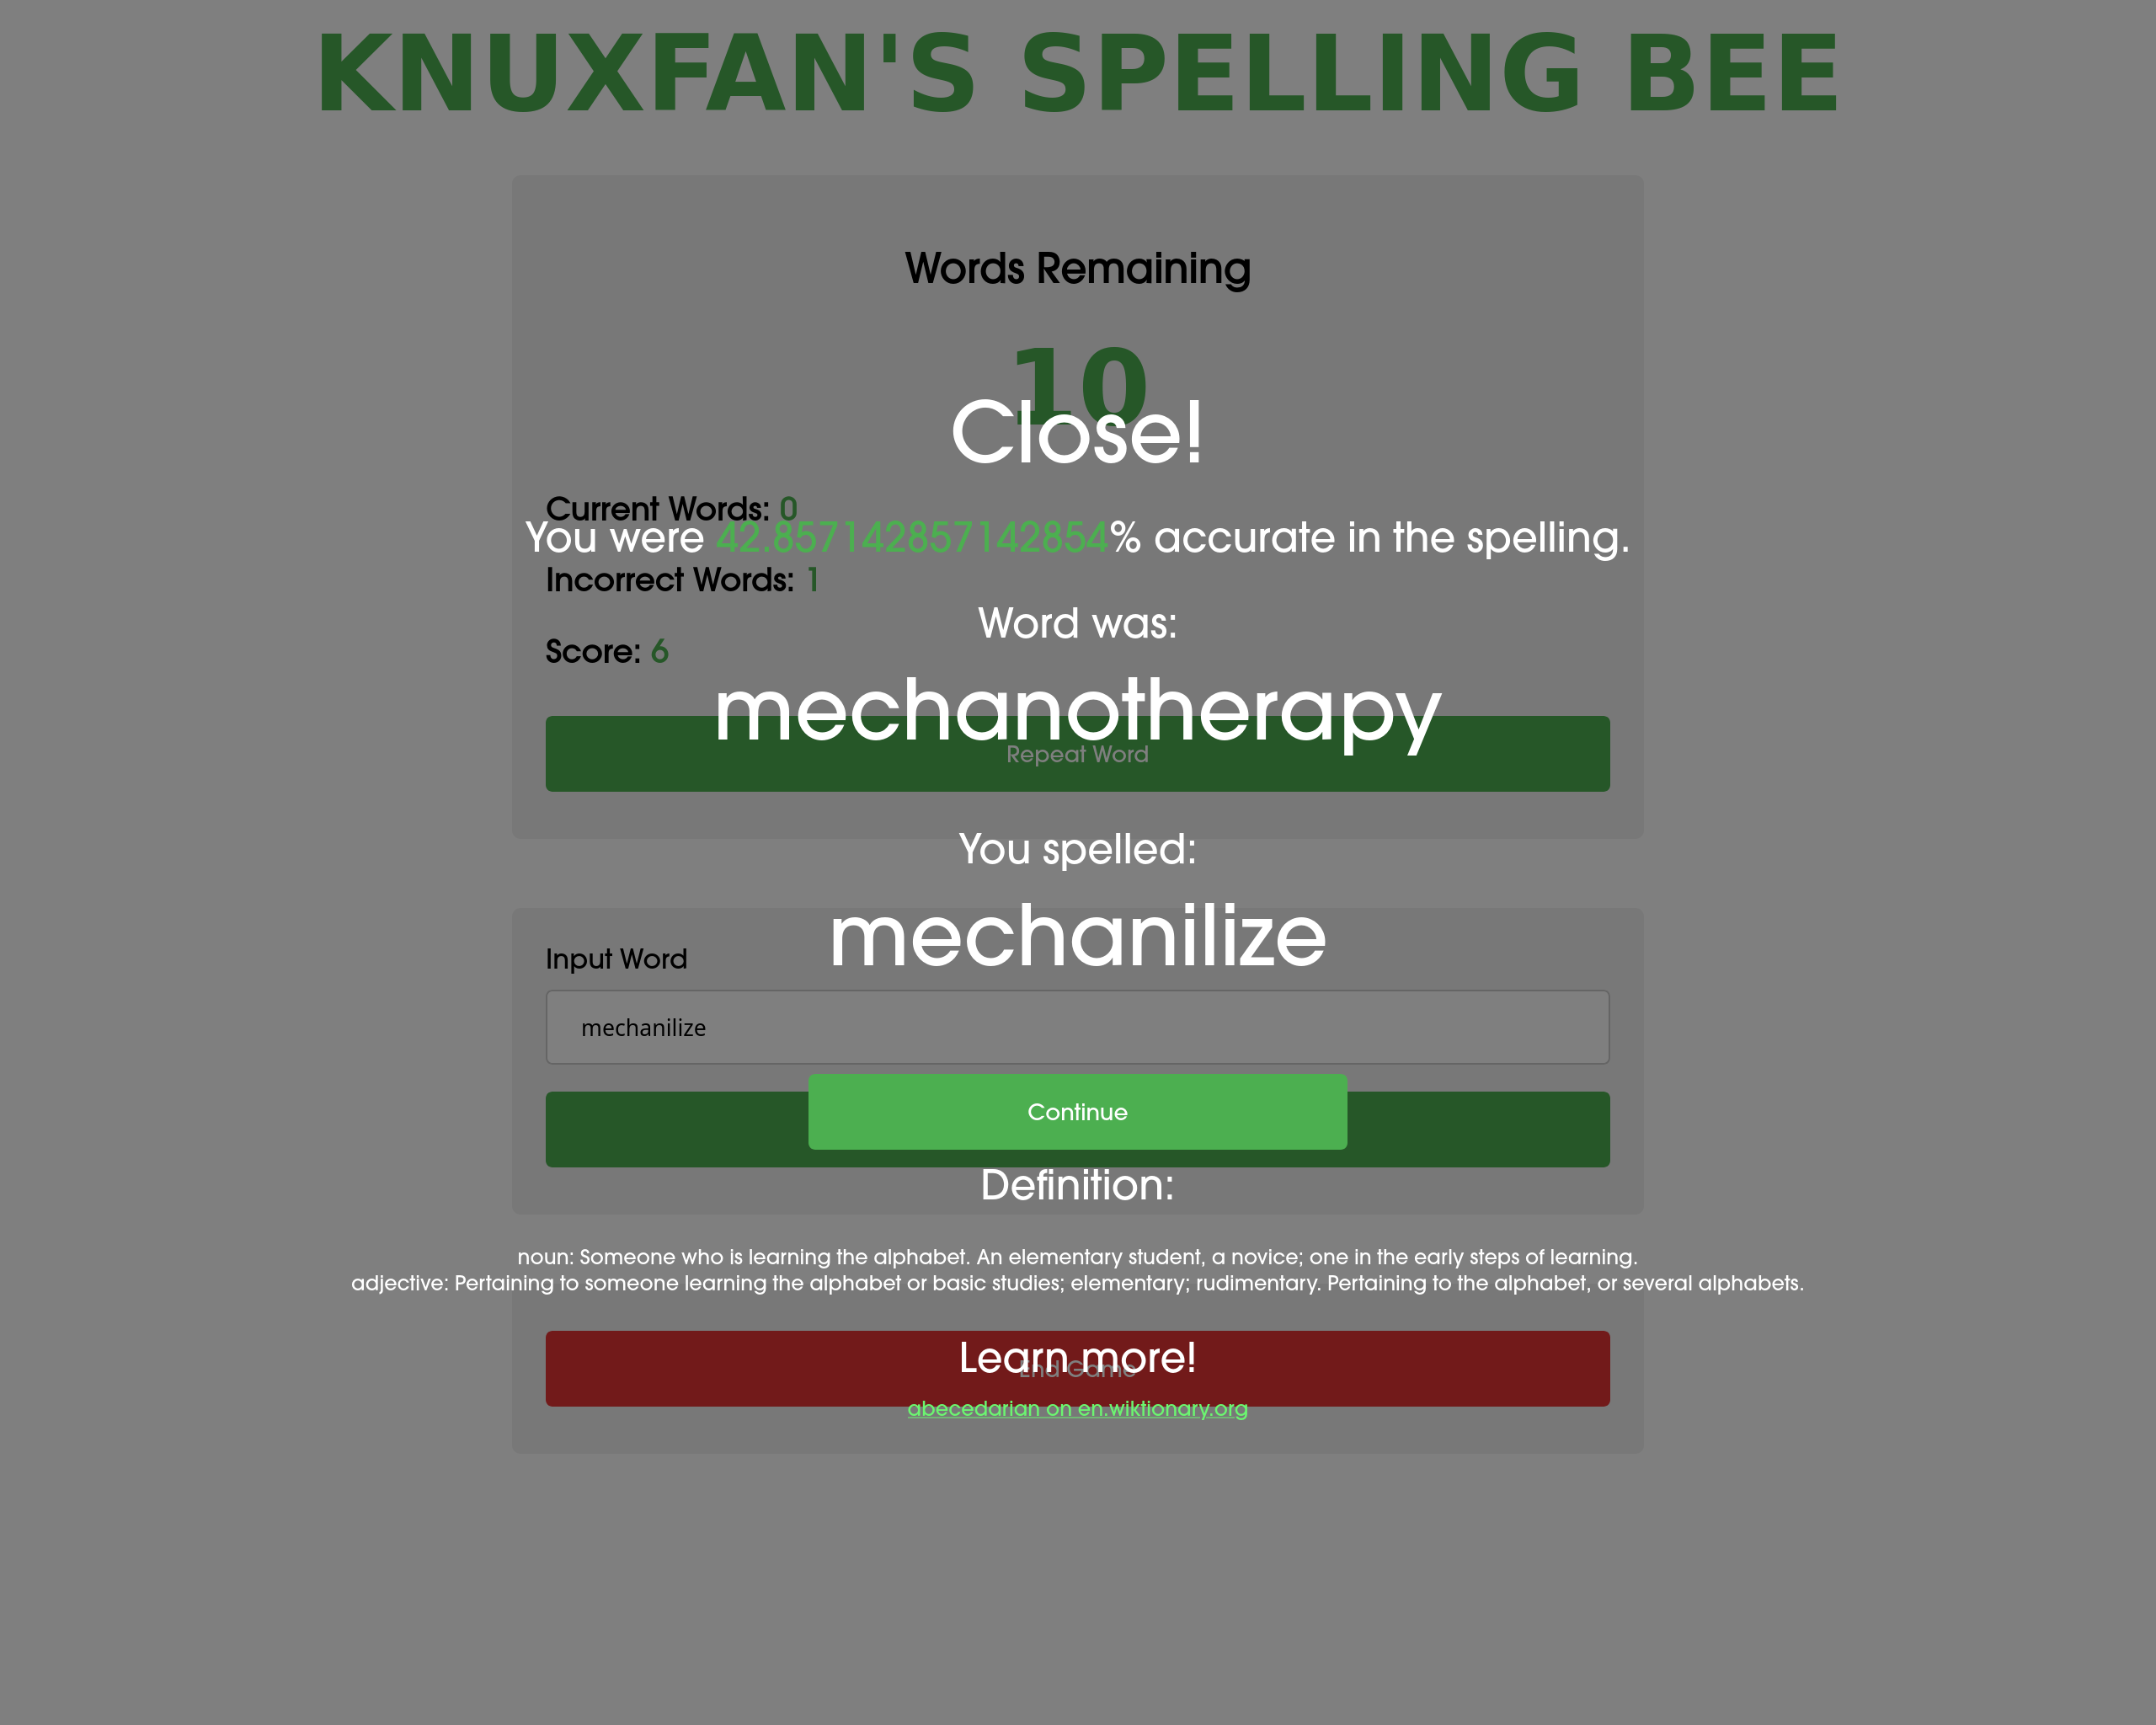 KNUXFAN'S SPELLING BEE
Words Remaining
10
Close!
Current Words: 0
You were 42.857142857142854% accurate in the spelling.
Incorrect Words: 1
Word was:
Score: 6
mechanotherapy
Repeat Word
You spelled:
mechanilize
Input Word
mechanilize
Continue
Definition:
noun: Someone who is learning the alphabet. An elementary student, a novice; one in the early steps of learning.
adjective: Pertaining to someone learning the alphabet or basic studies; elementary; rudimentary. Pertaining to the alphabet, or several alphabets.
Learn more!
End Game
abecedarian on en.wiktionary.org